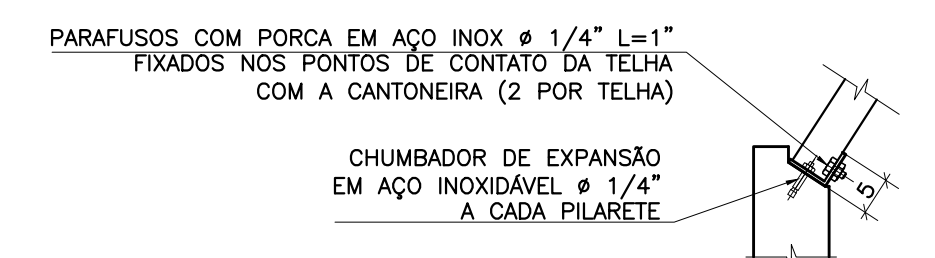 PARAFUSOS COM PORCA EM AÇO INOX ø 1/4" L=1"
FIXADOS NOS PONTOS DE CONTATO DA TELHA
COM A CANTONEIRA (2 POR TELHA)
CHUMBADOR DE EXPANSÃO
EM AÇO INOXIDÁVEL ø 1/4"
A CADA PILARETE
5